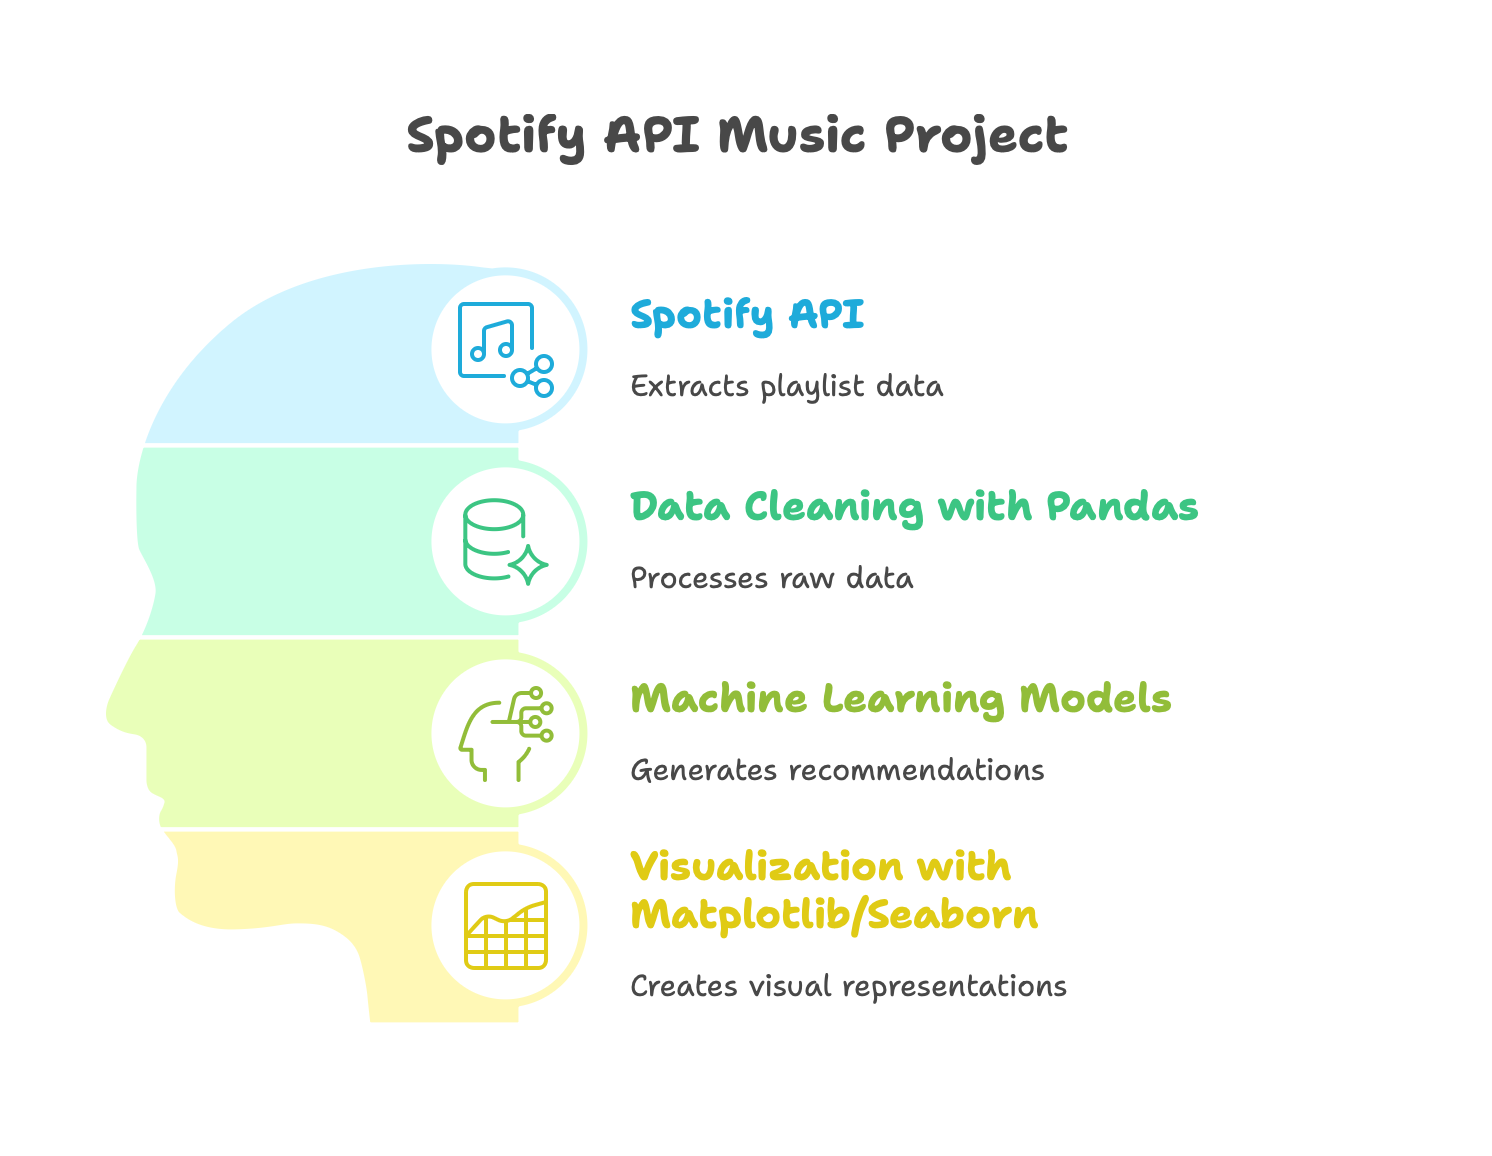 Spotify API Music Project
Spotify API
Extracts playlist data
Data Cleaning with Pandas
Processes raw data
Machine Learning Models
Generates recommendations
Visualization with
Matplotlib/Seaborn
Creates visual representations